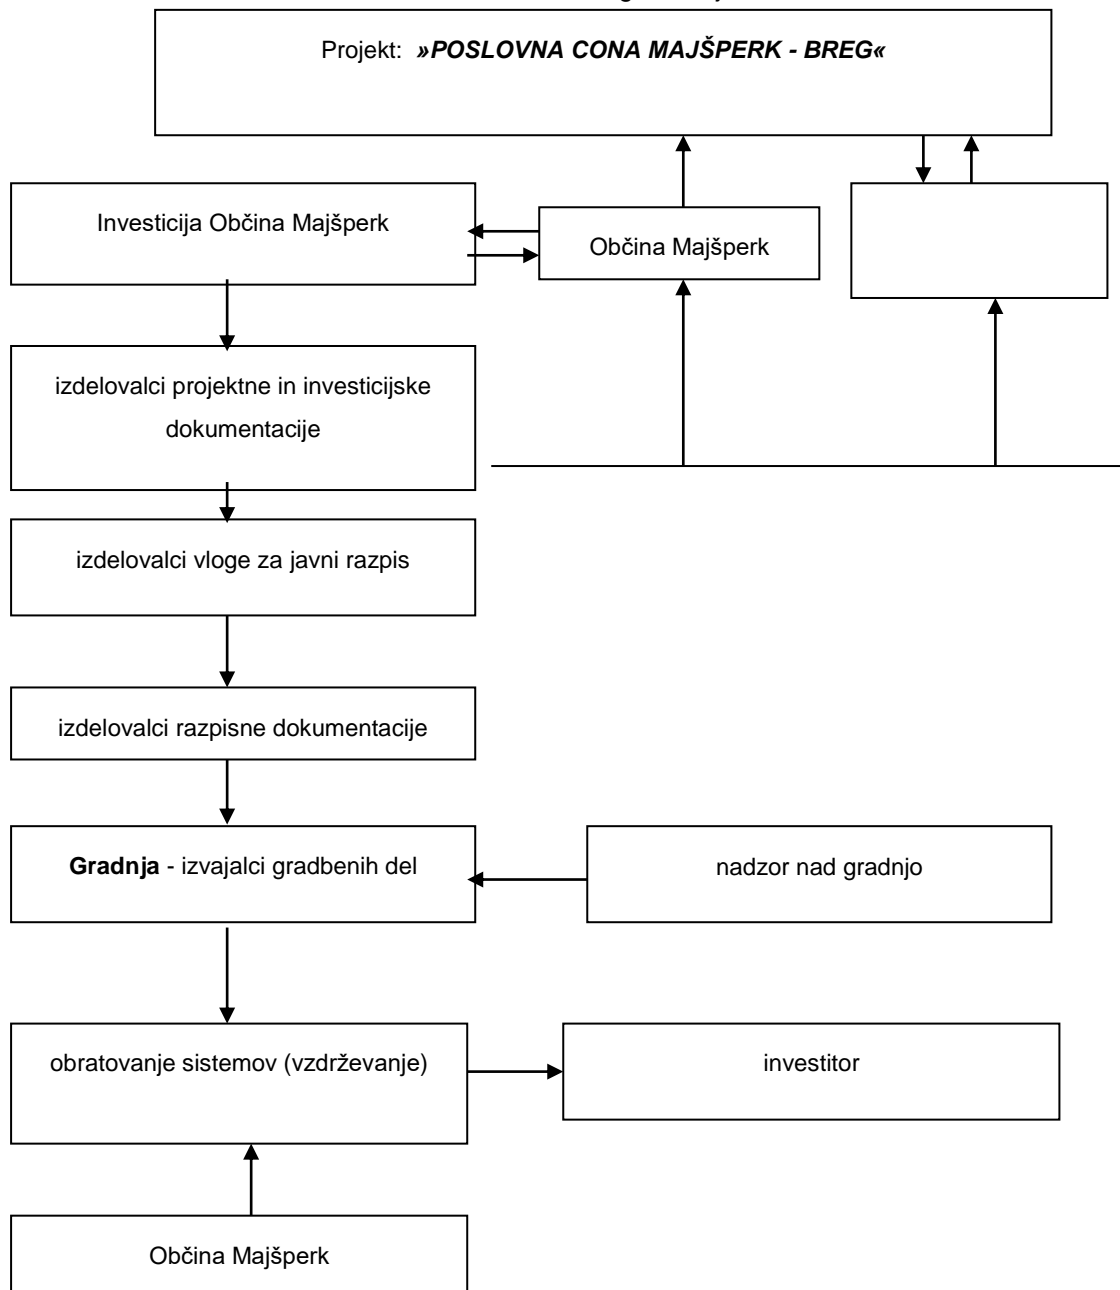 Projekt: »POSLOVNA CONA MAJŠPERK - BREG«
Investicija Občina Majšperk
Občina Majšperk
izdelovalci projektne in investicijske
dokumentacije
izdelovalci vloge za javni razpis
izdelovalci razpisne dokumentacije
Gradnja - izvajalci gradbenih del
nadzor nad gradnjo
obratovanje sistemov (vzdrževanje)
investitor
Občina Majšperk